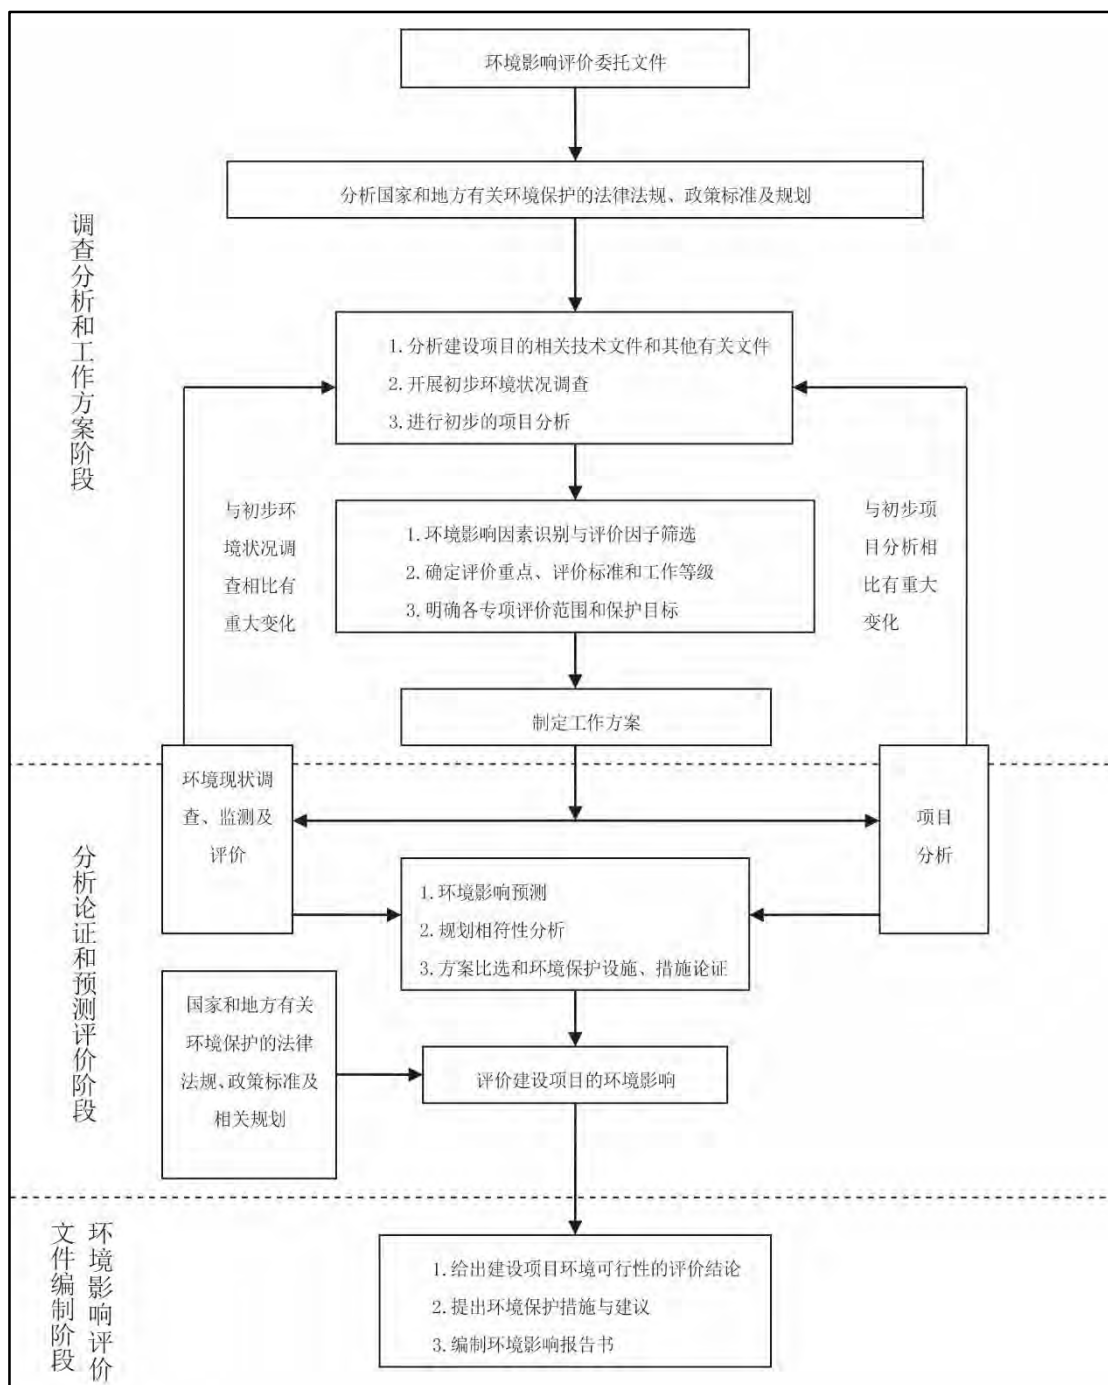 环境影响评价委托文件
分析国家和地方有关环境保护的法律法规、政策标准及规划
调查分析和工作方案阶段
1.分析建设项目的相关技术文件和其他有关文件
2.开展初步环境状况调查
3.进行初步的项目分析
与初步环
境状况调
查相比有
重大变化
1.环境影响因素识别与评价因子筛选
2.确定评价重点、评价标准和工作等级
3.明确各专项评价范围和保护目标
与初步项
目分析相
比有重大
变化
制定工作方案
分析论证和预测评价阶段
环境现状调
查、监测及
评价
项目
分析
1.环境影响预测
2.规划相符性分析
3.方案比选和环境保护设施、措施论证
国家和地方有关
环境保护的法律
法规、政策标准及
相关规划
评价建设项目的环境影响
环境影响评价
文件编制阶段
1.给出建设项目环境可行性的评价结论
2.提出环境保护措施与建议
3.编制环境影响报告书